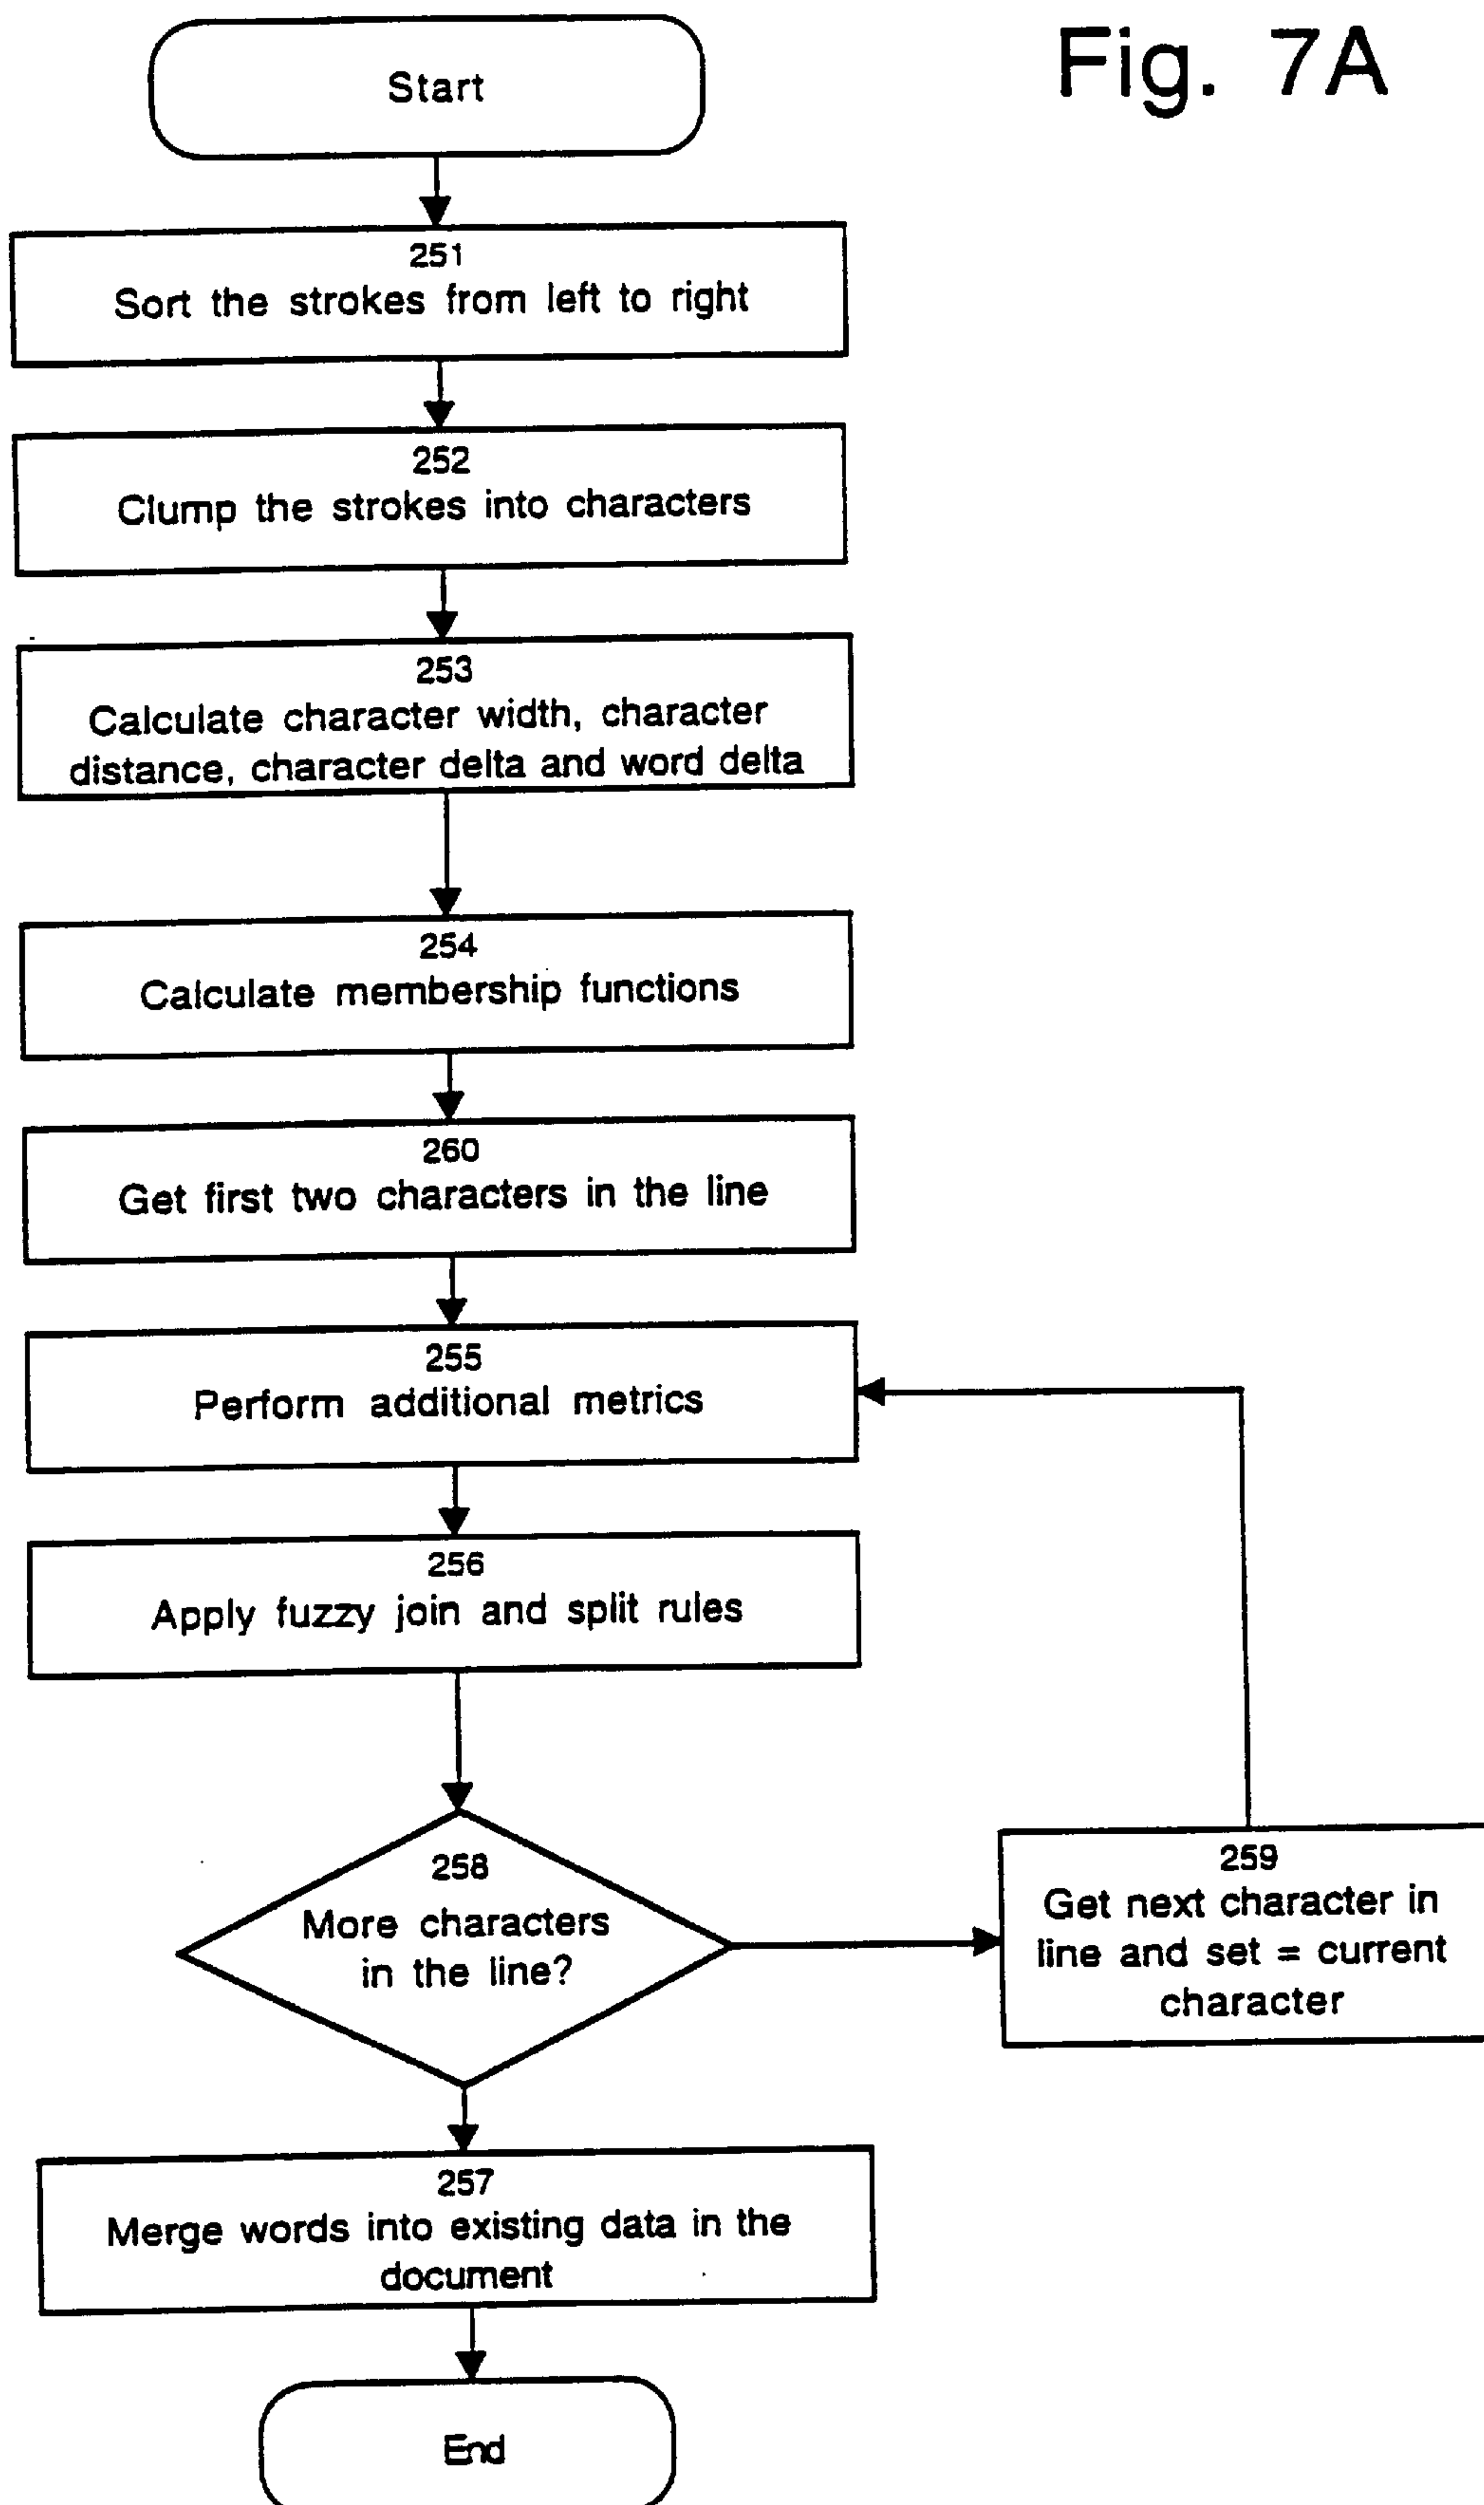 Fig. 7A
Start
251
Sort the strokes from left to right
252
Clump the strokes into characters
253
Calculate character width, character
distance, character delta and word delta
254
Calculate membership functions
260
Get first two characters in the line
255
Perform additional metrics
256
Apply fuzzy join and split rules
258
More characters
in the line?
259
Get next character in
line and set = current
character
257
Merge words into existing data in the
document
End